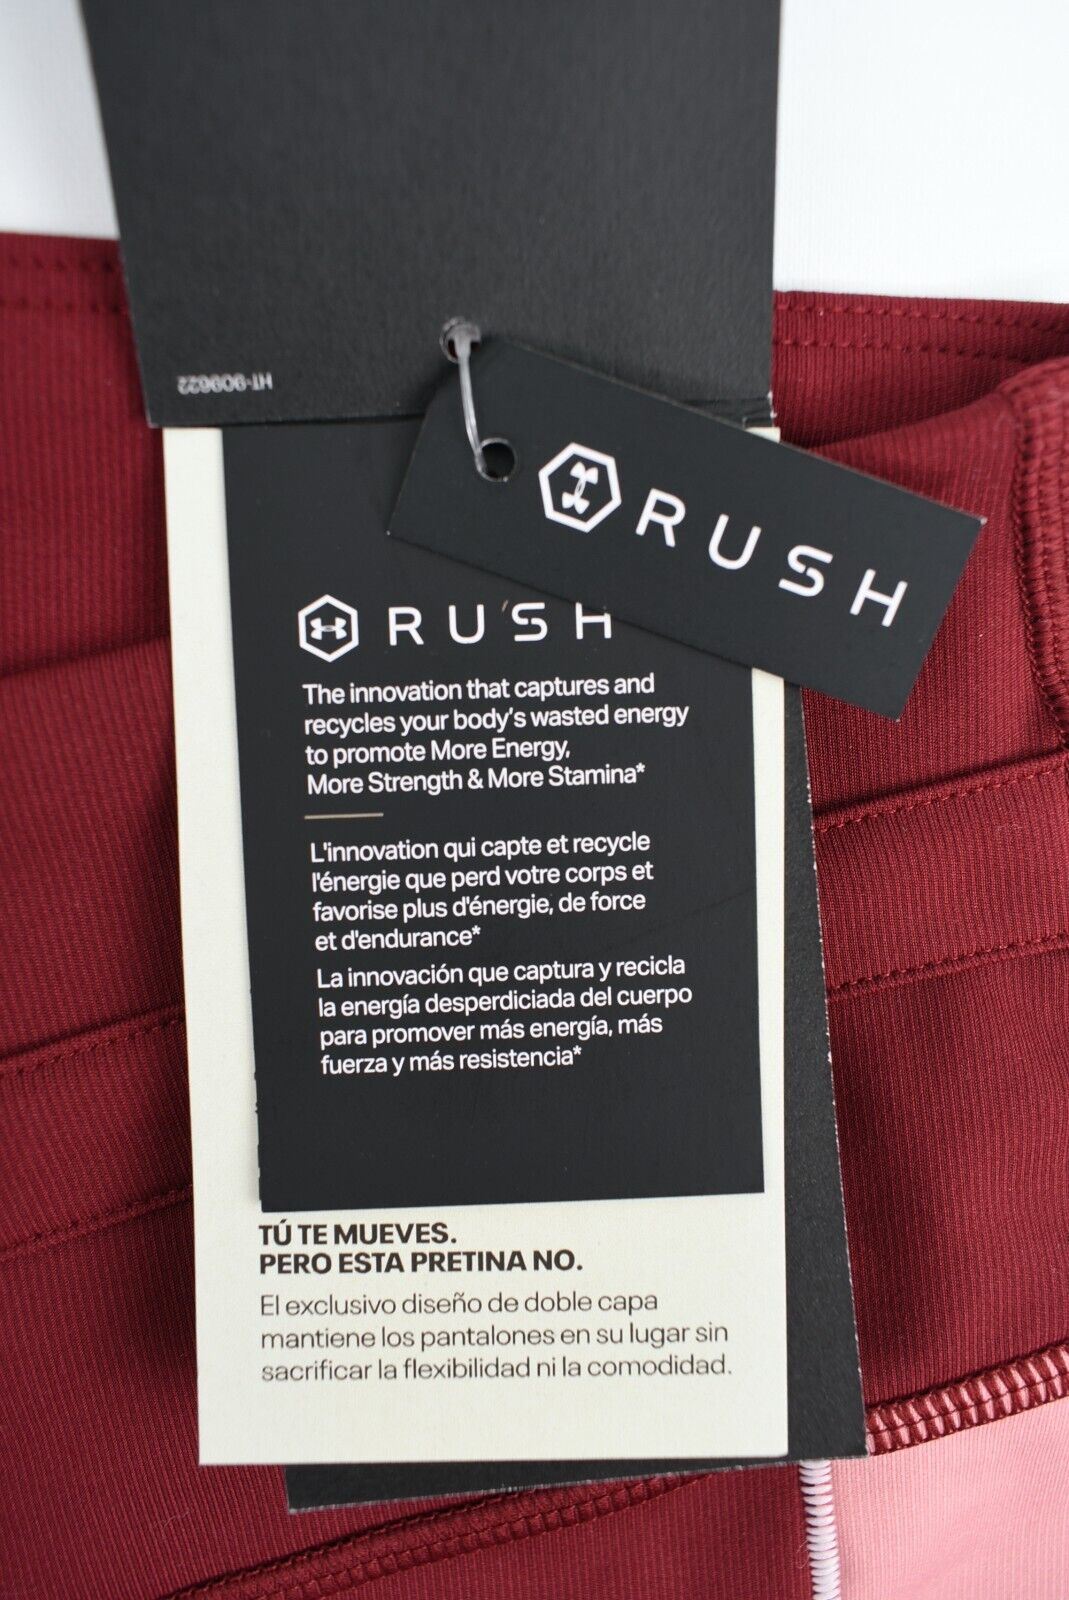 HT-909622
RUSH
RUSH
The innovation that captures and
recycles your body's wasted energy
to promote More Energy,
More Strength & More Stamina*
L'innovation qui capte et recycle
l'énergie que perd votre corps et
favorise plus d'énergie, de force
et d'endurance*
La innovación que captura y recicla
la energía desperdiciada del cuerpo
para promover más energía, más
fuerza y más resistencia*
TÚ TE MUEVES.
PERO ESTA PRETINA NO.
El exclusivo diseño de doble capa
mantiene los pantalones en su lugar sin
sacrificar la flexibilidad ni la comodidad.